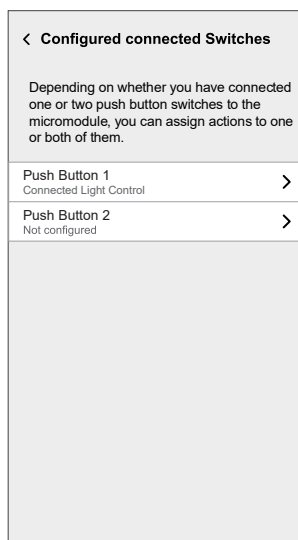 Configured connected Switches
Depending on whether you have connected
one or two push button switches to the
micromodule, you can assign actions to one
or both of them.
Push Button 1
Connected Light Control
Push Button 2
Not configured